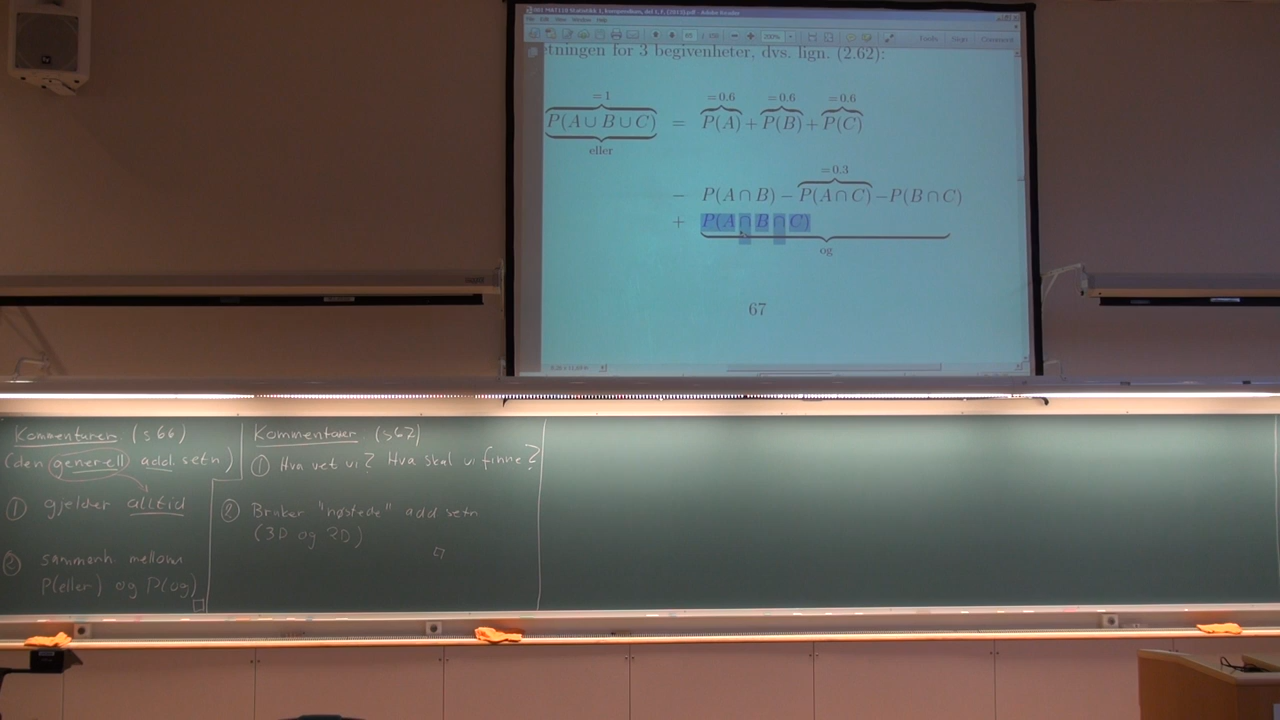 etningen for 3 begivenheter, dvs. lign. (2.62):
=1 =0.6 =0.6 =0.6
P(A∪B∪C) = P(A)+P(B)+P(C)
eller
=0.3
− P(A∩B)−P(A∩C)−P(B∩C)
+ P(A∩B∩C)
og
67
Kommentarer (s66)
(den generell add. setn)
① gjelder alltid
② sammenh. mellom
P(eller) og P(og)
Kommentarer (s67)
① Hva vet vi? Hva skal vi finne?
② Bruker "nøstede" add setn
(3D og 2D)